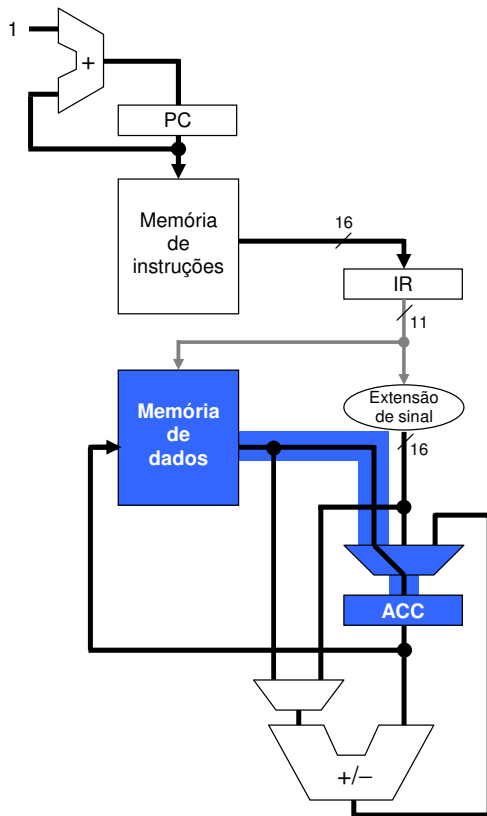 1
+
PC
Memória
de
instruções
16
IR
11
Memória
de
dados
Extensão
de sinal
16
ACC
+/−